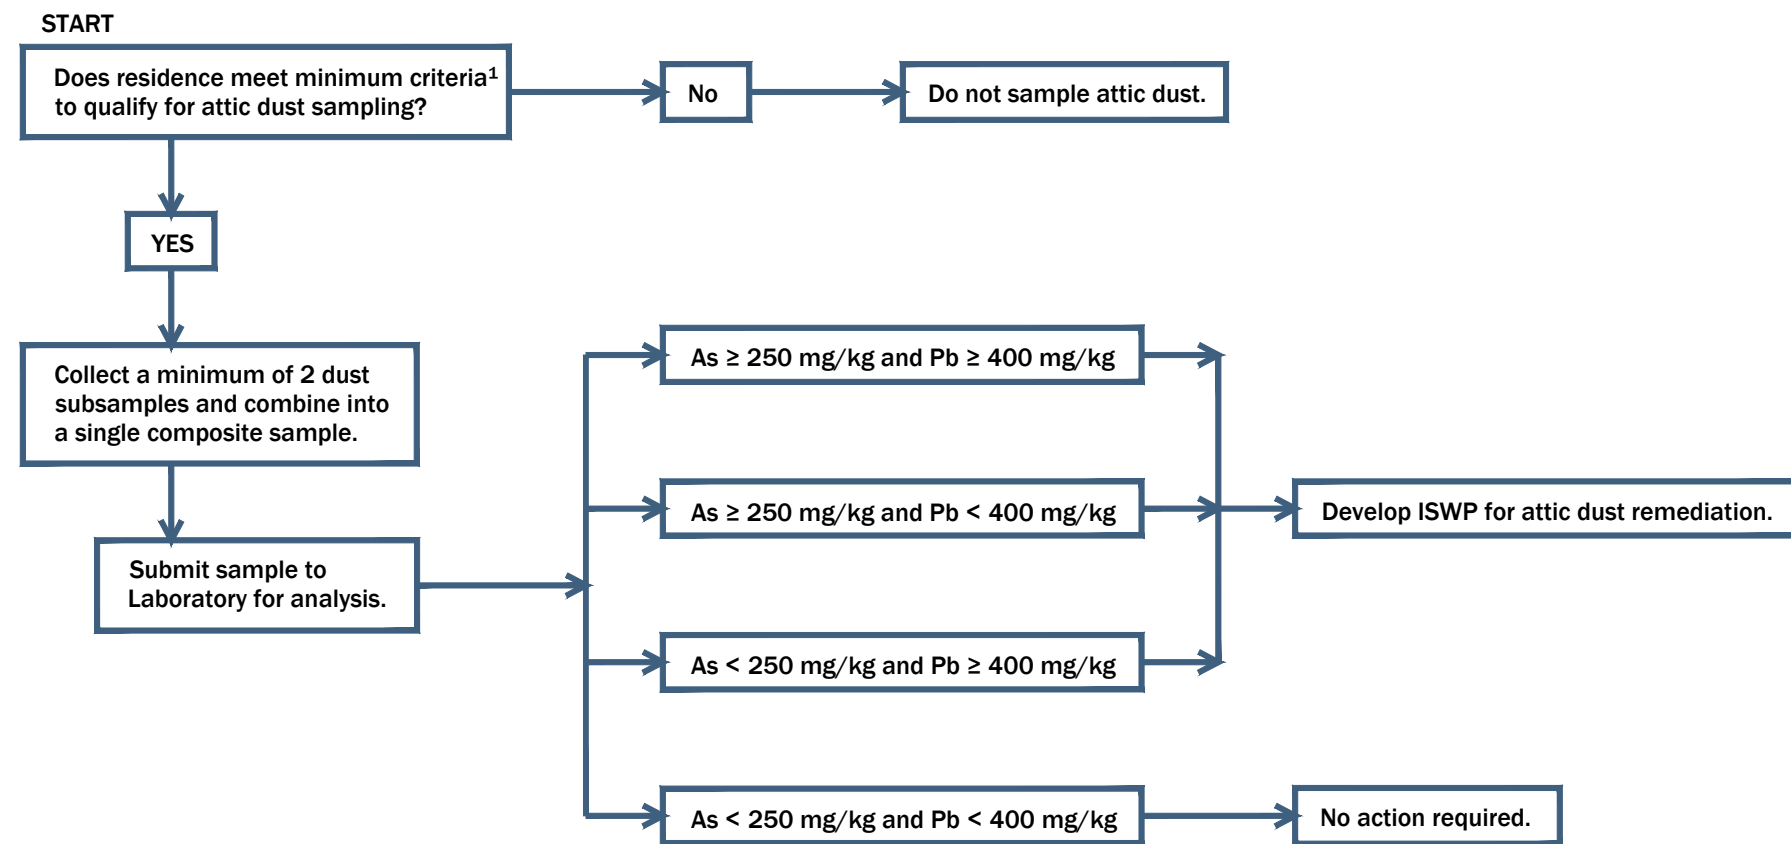 START
Does residence meet minimum criteria¹
to qualify for attic dust sampling?
No
Do not sample attic dust.
YES
Collect a minimum of 2 dust
subsamples and combine into
a single composite sample.
Submit sample to
Laboratory for analysis.
As ≥ 250 mg/kg and Pb ≥ 400 mg/kg
As ≥ 250 mg/kg and Pb < 400 mg/kg
As < 250 mg/kg and Pb ≥ 400 mg/kg
As < 250 mg/kg and Pb < 400 mg/kg
Develop ISWP for attic dust remediation.
No action required.